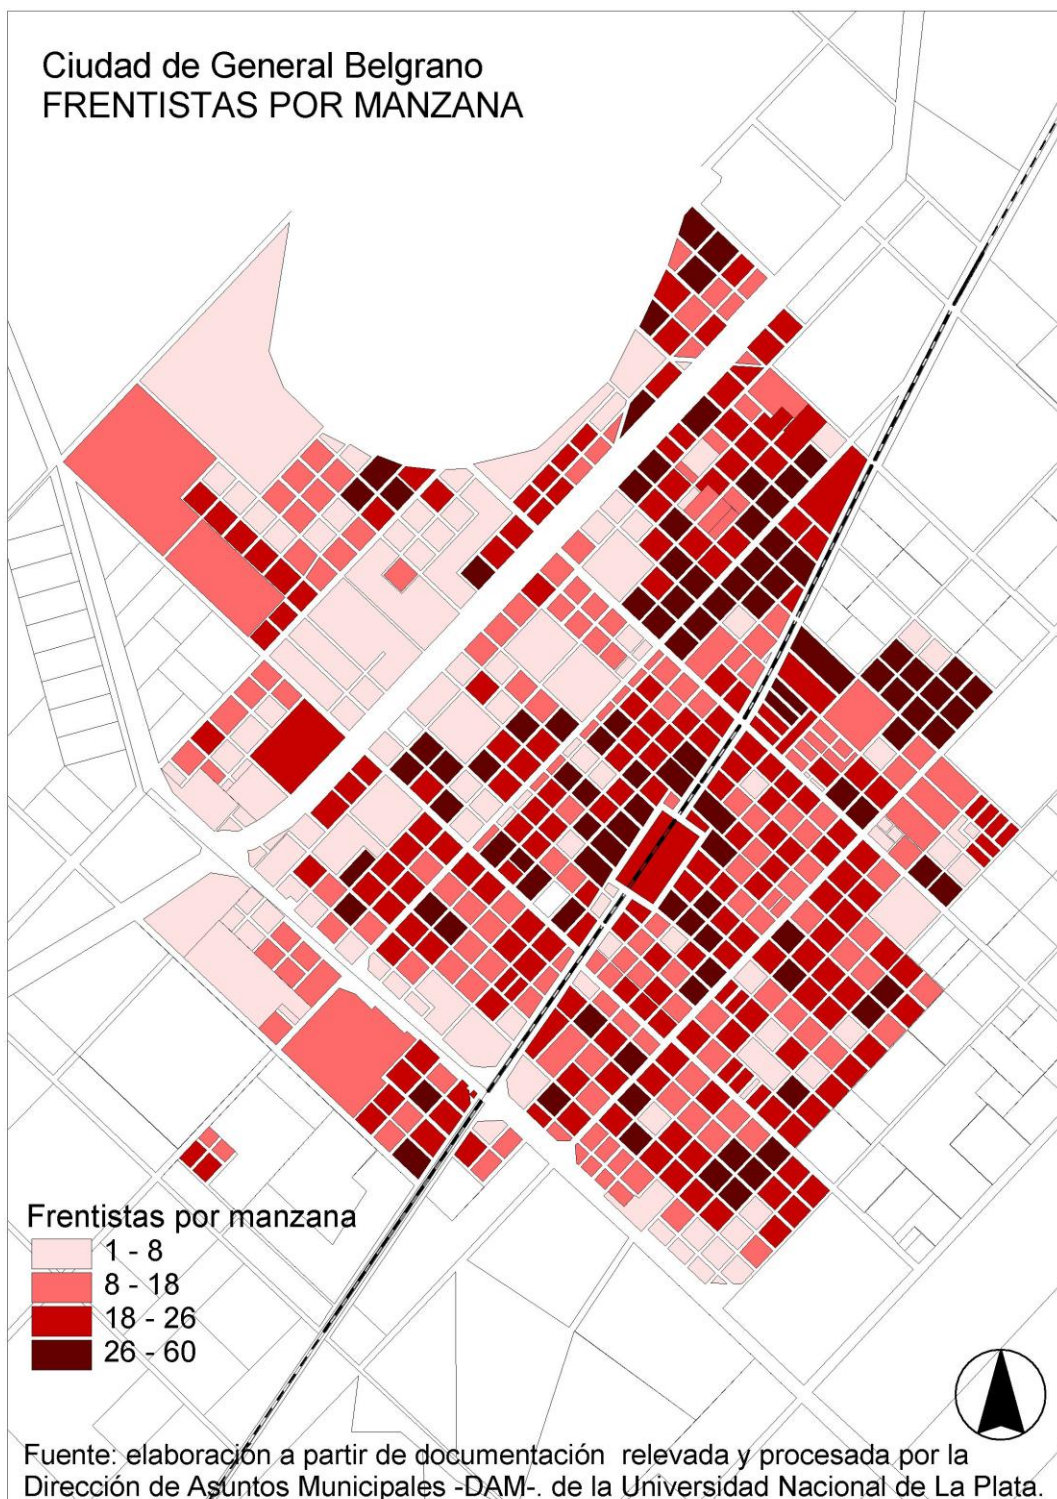 Ciudad de General Belgrano
FRENTISTAS POR MANZANA
Frentistas por manzana
1 - 8
8 - 18
18 - 26
26 - 60
Fuente: elaboración a partir de documentación relevada y procesada por la
Dirección de Asuntos Municipales -DAM-. de la Universidad Nacional de La Plata.